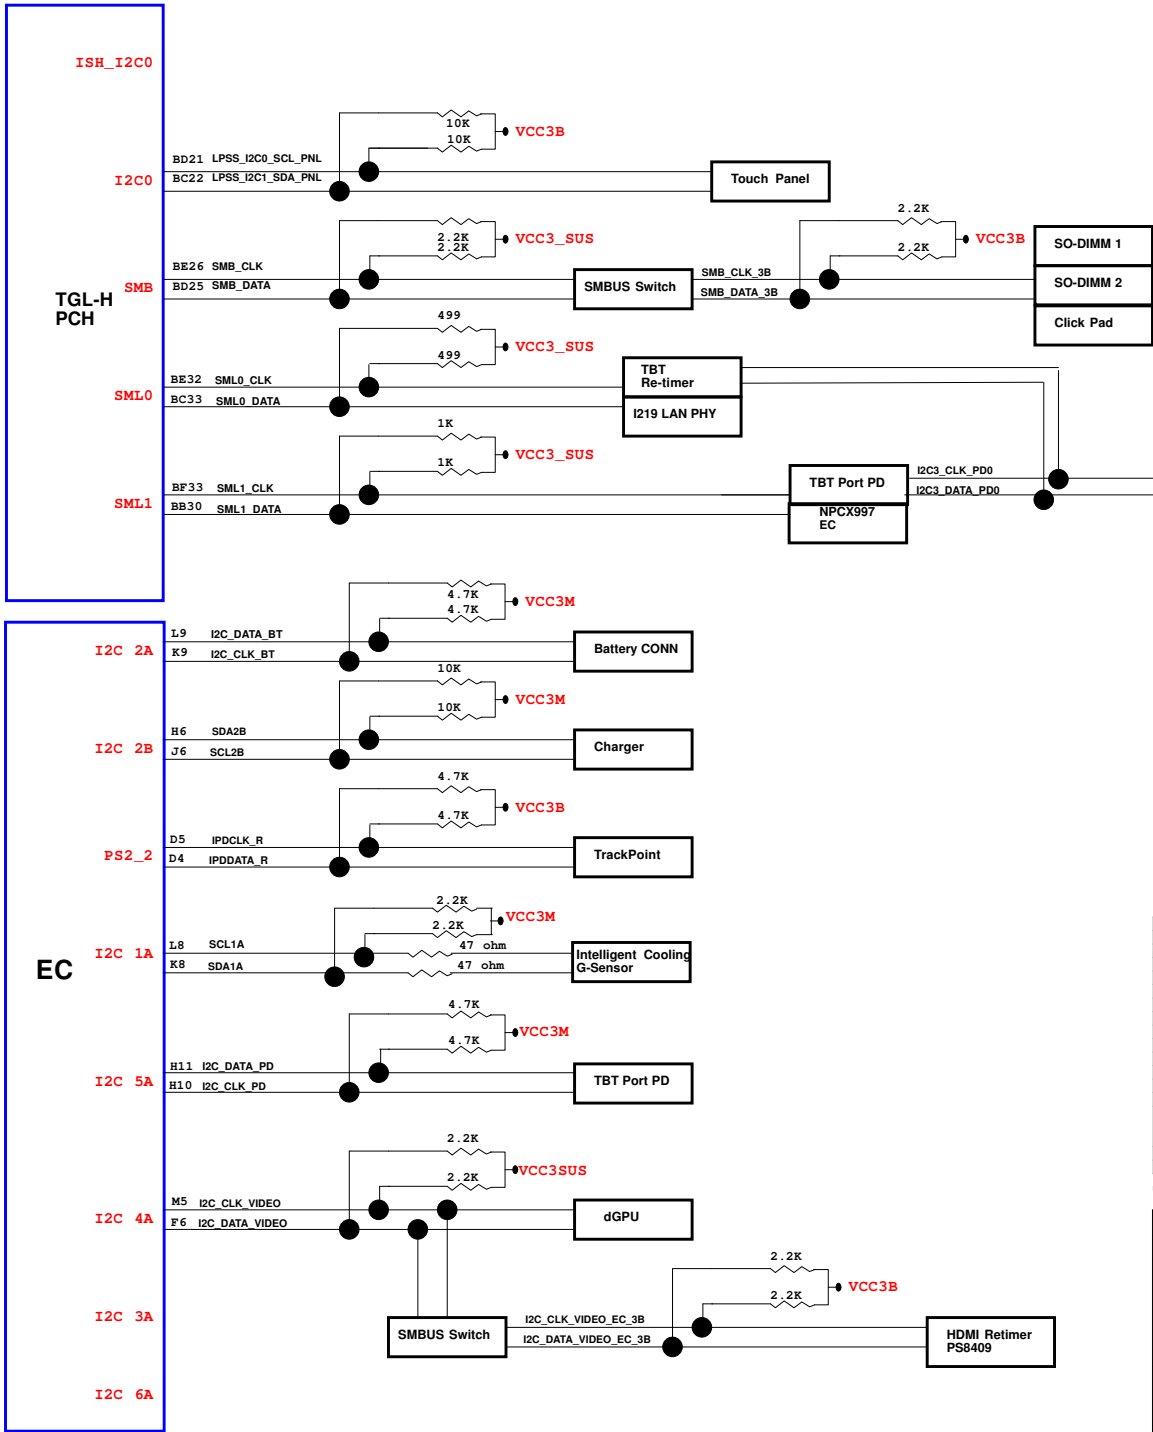 ISH_I2C0
10K
VCC3B
10K
BD21 LPSS_I2C0_SCL_PNL
I2C0
BC22 LPSS_I2C1_SDA_PNL
Touch Panel
2.2K
VCC3_SUS
2.2K
2.2K
VCC3B
2.2K
SO-DIMM 1
BE26 SMB_CLK
SMB
BD25 SMB_DATA
SMBUS Switch
SMB_CLK_3B
SMB_DATA_3B
SO-DIMM 2
Click Pad
TGL-H
PCH
499
VCC3_SUS
499
BE32 SML0_CLK
SML0
BC33 SML0_DATA
TBT
Re-timer
I219 LAN PHY
1K
VCC3_SUS
1K
BF33 SML1_CLK
SML1
BB30 SML1_DATA
TBT Port PD
NPCX997
EC
I2C3_CLK_PD0
I2C3_DATA_PD0
4.7K
VCC3M
4.7K
L9 I2C_DATA_BT
I2C 2A
K9 I2C_CLK_BT
Battery CONN
10K
VCC3M
10K
H6 SDA2B
I2C 2B
J6 SCL2B
Charger
4.7K
VCC3B
4.7K
D5 IPDCLK_R
PS2_2
D4 IPDDATA_R
TrackPoint
2.2K
VCC3M
2.2K
L8 SCL1A
47 ohm
I2C 1A
K8 SDA1A
47 ohm
Intelligent Cooling
G-Sensor
EC
4.7K
VCC3M
4.7K
H11 I2C_DATA_PD
I2C 5A
H10 I2C_CLK_PD
TBT Port PD
2.2K
VCC3SUS
2.2K
M5 I2C_CLK_VIDEO
I2C 4A
F6 I2C_DATA_VIDEO
dGPU
2.2K
VCC3B
2.2K
I2C 3A
SMBUS Switch
I2C_CLK_VIDEO_EC_3B
I2C_DATA_VIDEO_EC_3B
HDMI Retimer
PS8409
I2C 6A